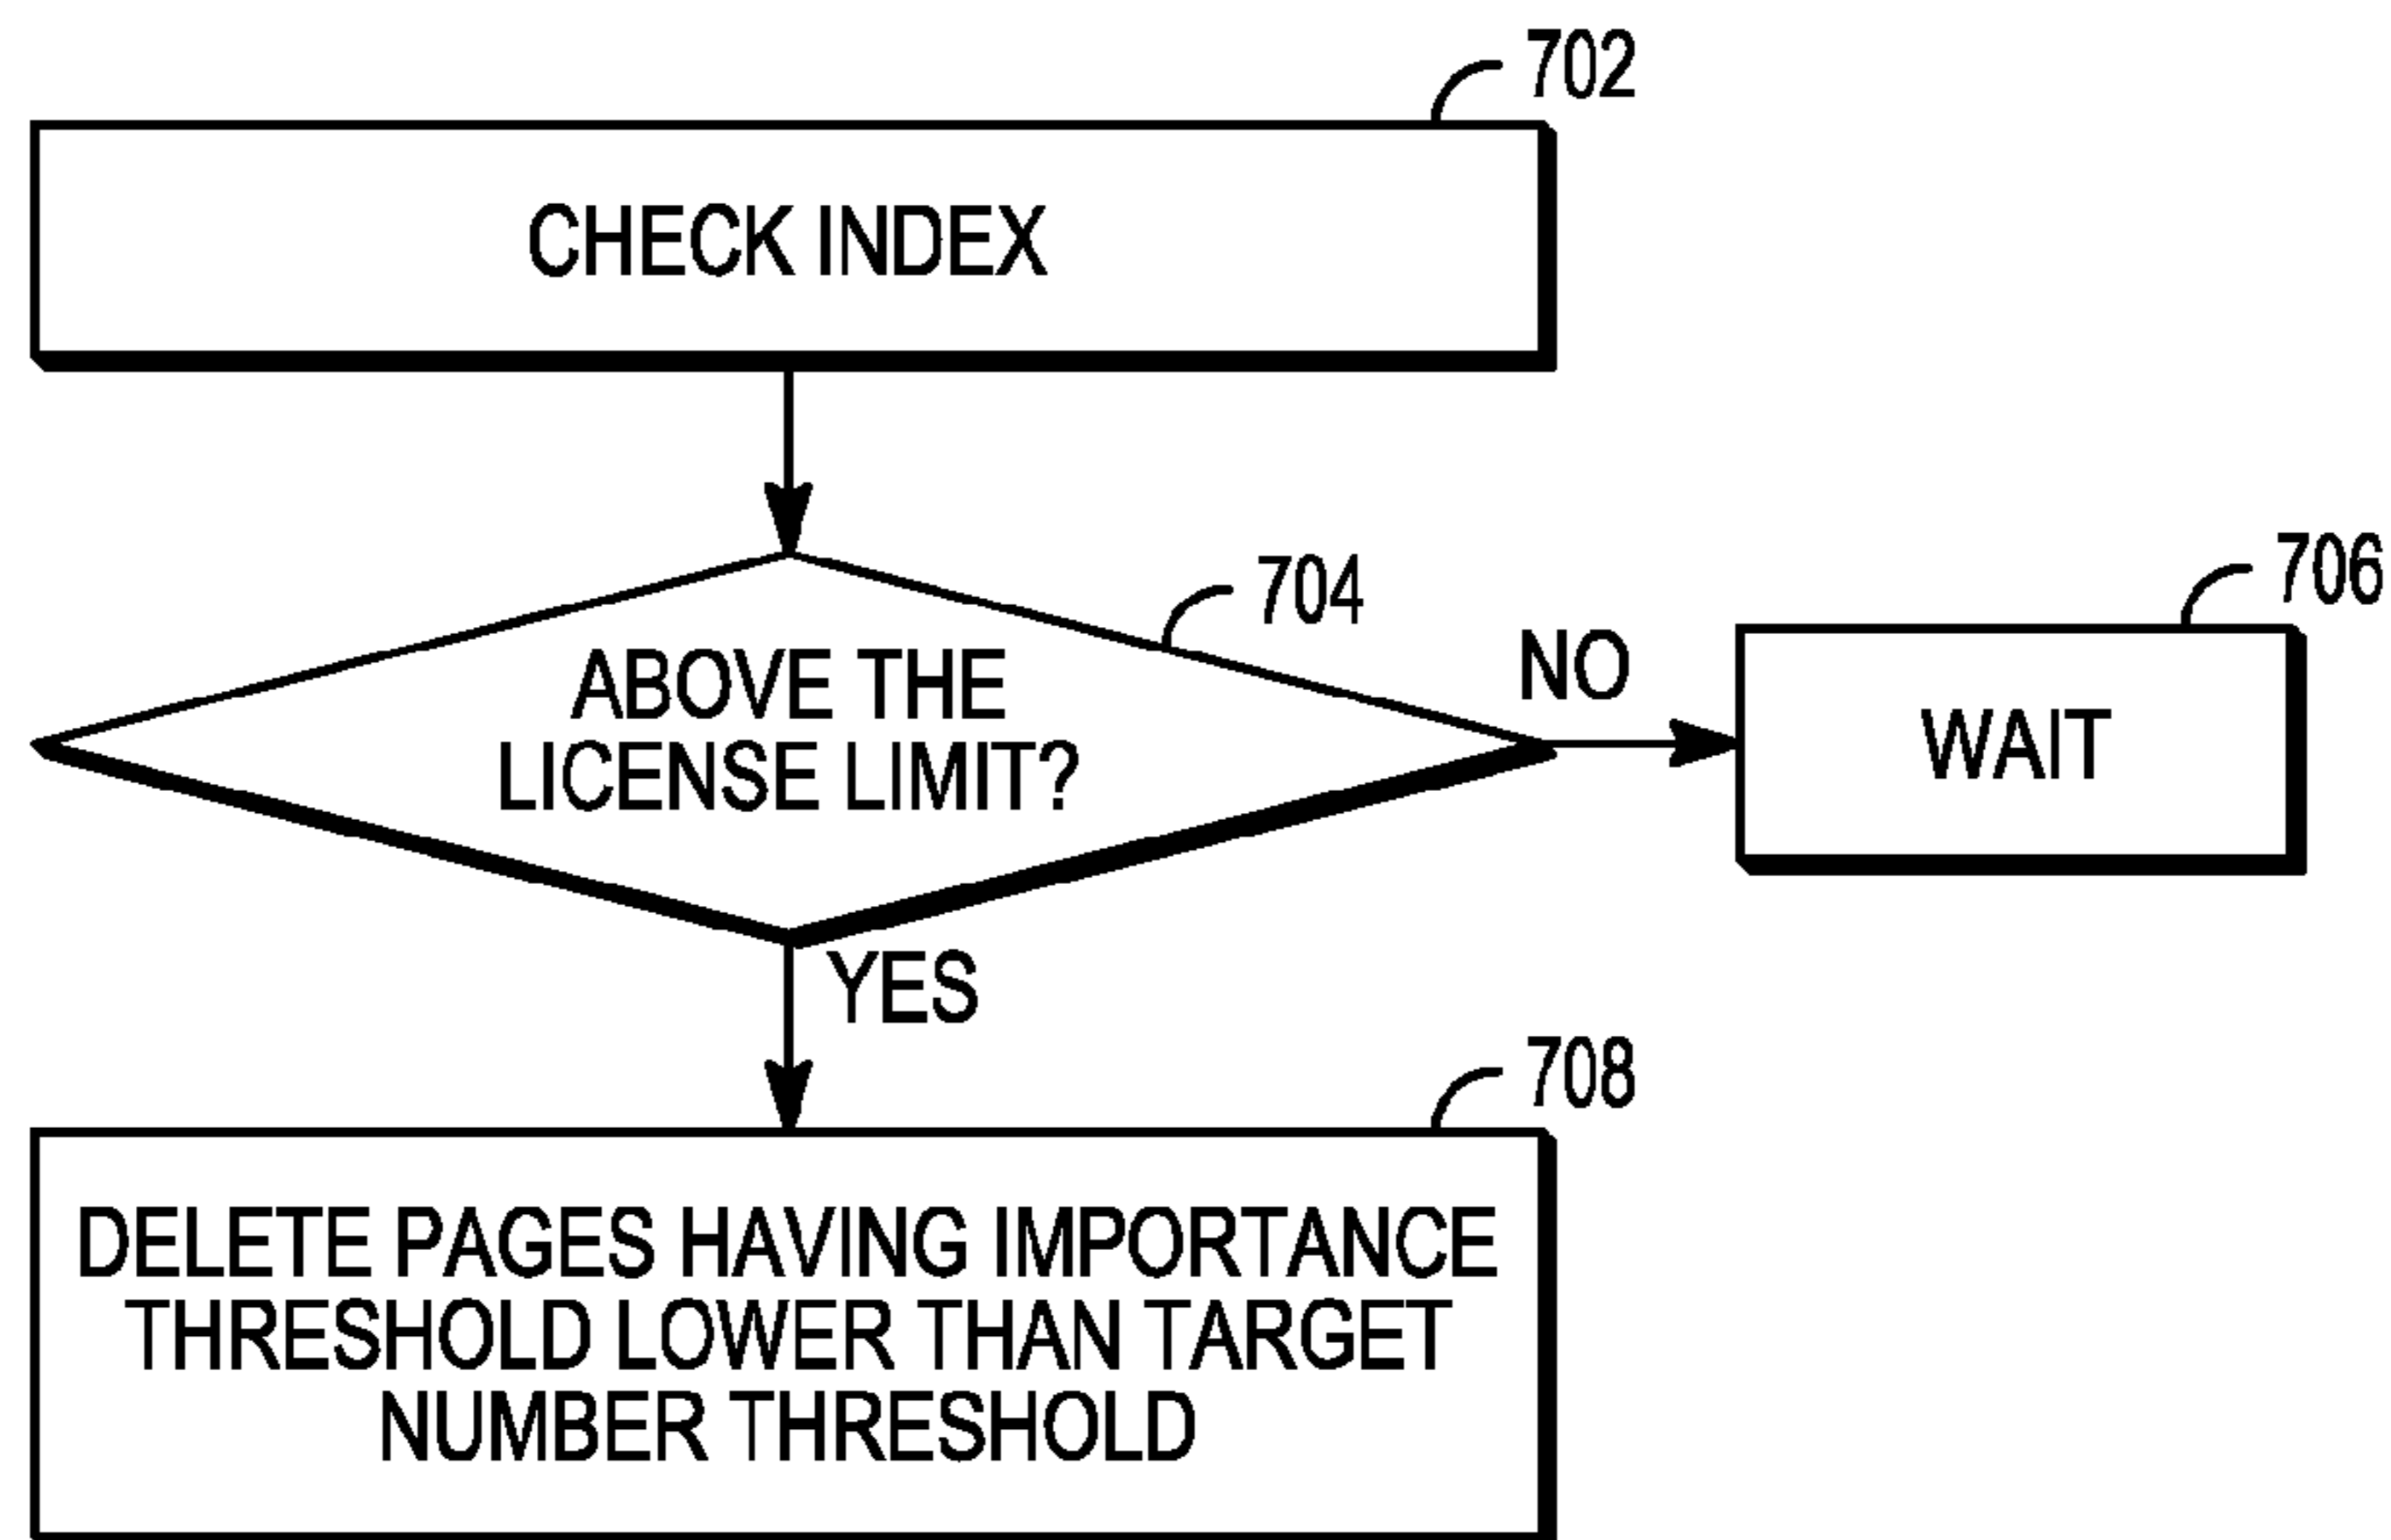 702
CHECK INDEX
704
ABOVE THE
LICENSE LIMIT?
NO
706
WAIT
YES
708
DELETE PAGES HAVING IMPORTANCE
THRESHOLD LOWER THAN TARGET
NUMBER THRESHOLD